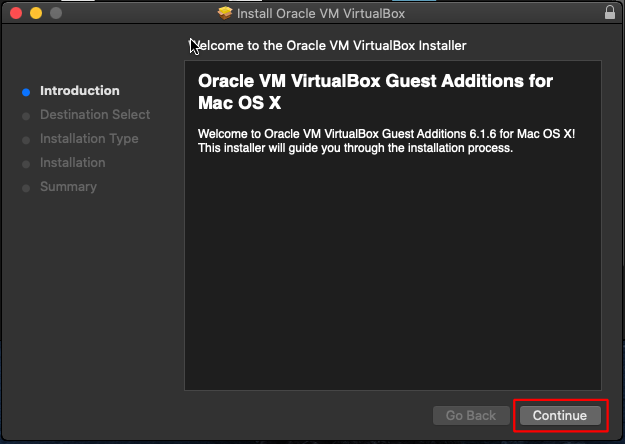 Install Oracle VM VirtualBox
Welcome to the Oracle VM VirtualBox Installer
Introduction
Destination Select
Installation Type
Installation
Summary
Oracle VM VirtualBox Guest Additions for
Mac OS X
Welcome to Oracle VM VirtualBox Guest Additions 6.1.6 for Mac OS X!
This installer will guide you through the installation process.
Go Back
Continue